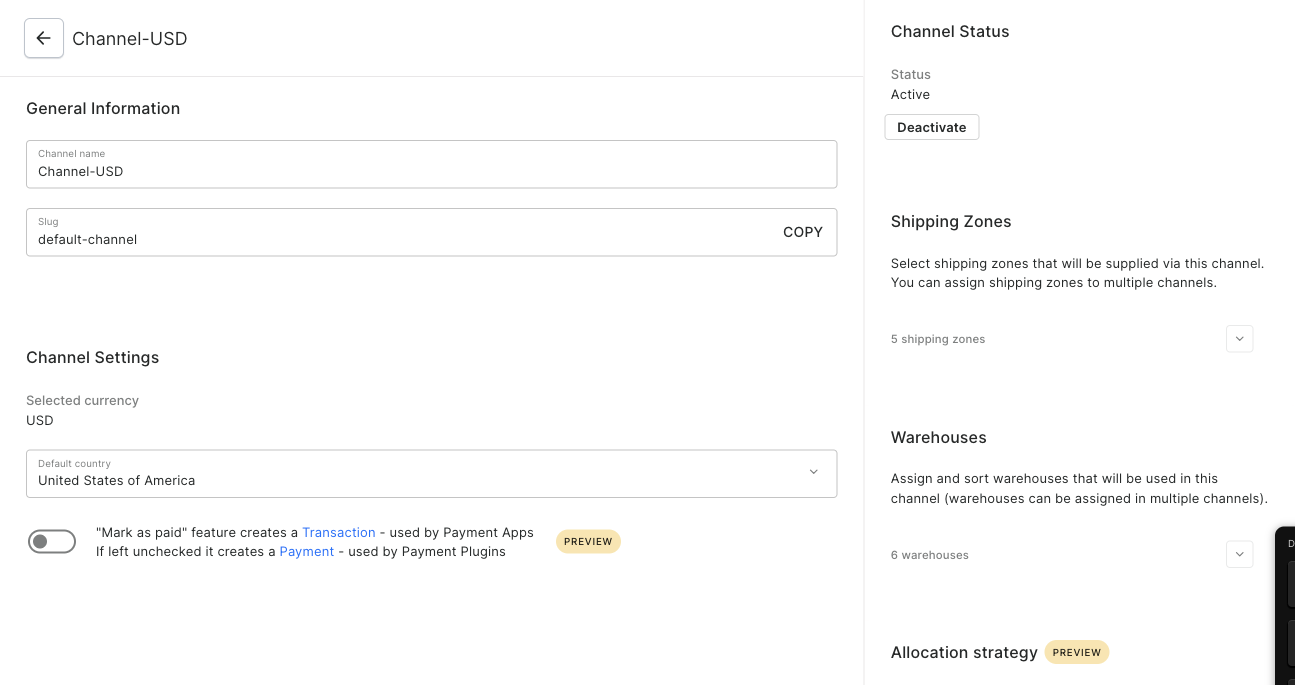 Channel-USD
General Information
Channel name
Channel-USD
Slug
default-channel
COPY
Channel Settings
Selected currency
USD
Default country
United States of America
"Mark as paid" feature creates a Transaction - used by Payment Apps
If left unchecked it creates a Payment - used by Payment Plugins
PREVIEW
Channel Status
Status
Active
Deactivate
Shipping Zones
Select shipping zones that will be supplied via this channel.
You can assign shipping zones to multiple channels.
5 shipping zones
Warehouses
Assign and sort warehouses that will be used in this
channel (warehouses can be assigned in multiple channels).
6 warehouses
Allocation strategy PREVIEW